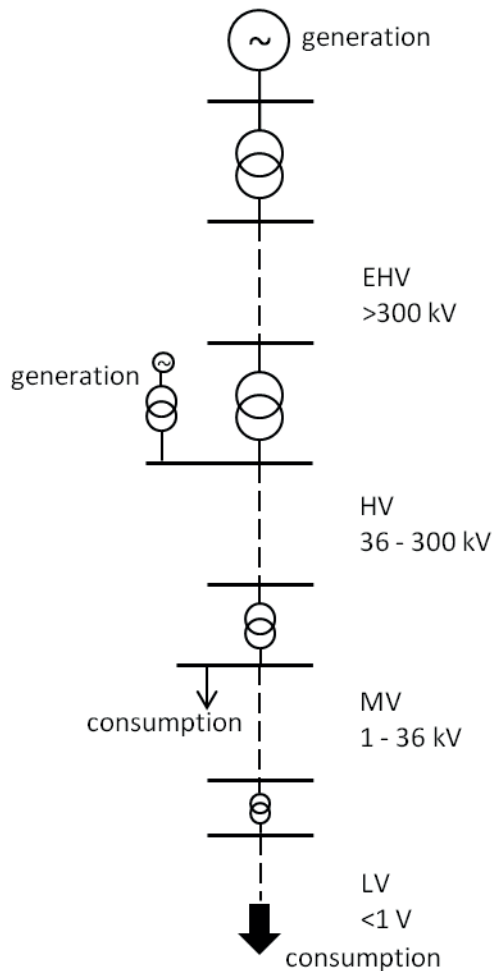 ~
generation
EHV
>300 kV
~
generation
HV
36 - 300 kV
consumption
MV
1 - 36 kV
LV
<1 V
consumption